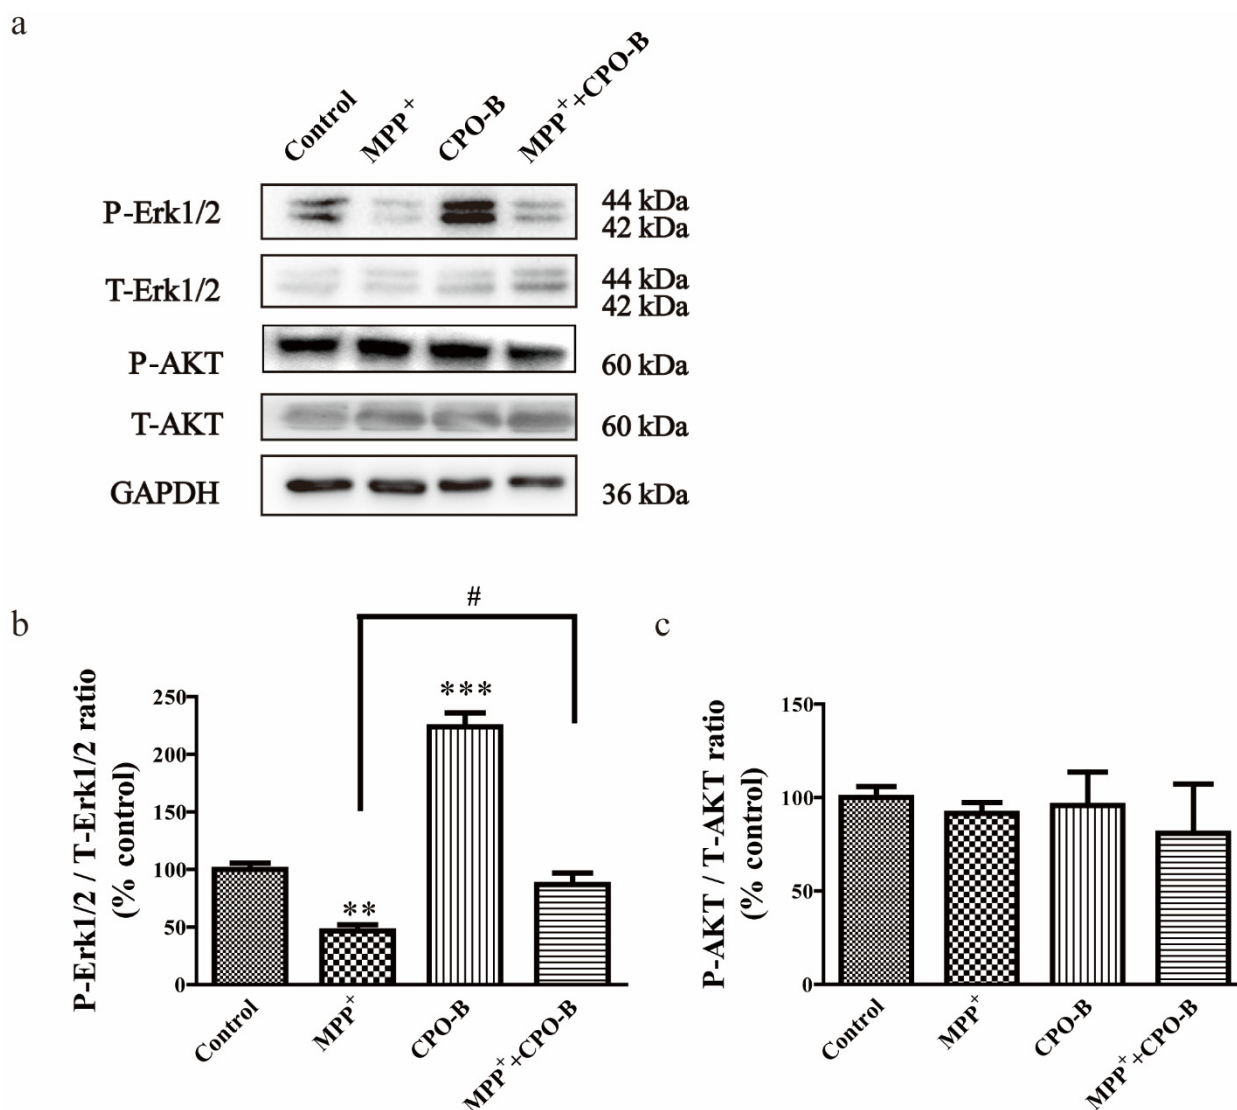 a
Control
MPP⁺
CPO-B
MPP⁺+CPO-B
P-Erk1/2
44 kDa
42 kDa
T-Erk1/2
44 kDa
42 kDa
P-AKT
60 kDa
T-AKT
60 kDa
GAPDH
36 kDa
b
#
P-Erk1/2 / T-Erk1/2 ratio
(% control)
250
200
150
100
50
0
**
***
Control
MPP⁺
CPO-B
MPP⁺+CPO-B
c
P-AKT / T-AKT ratio
(% control)
150
100
50
0
Control
MPP⁺
CPO-B
MPP⁺+CPO-B